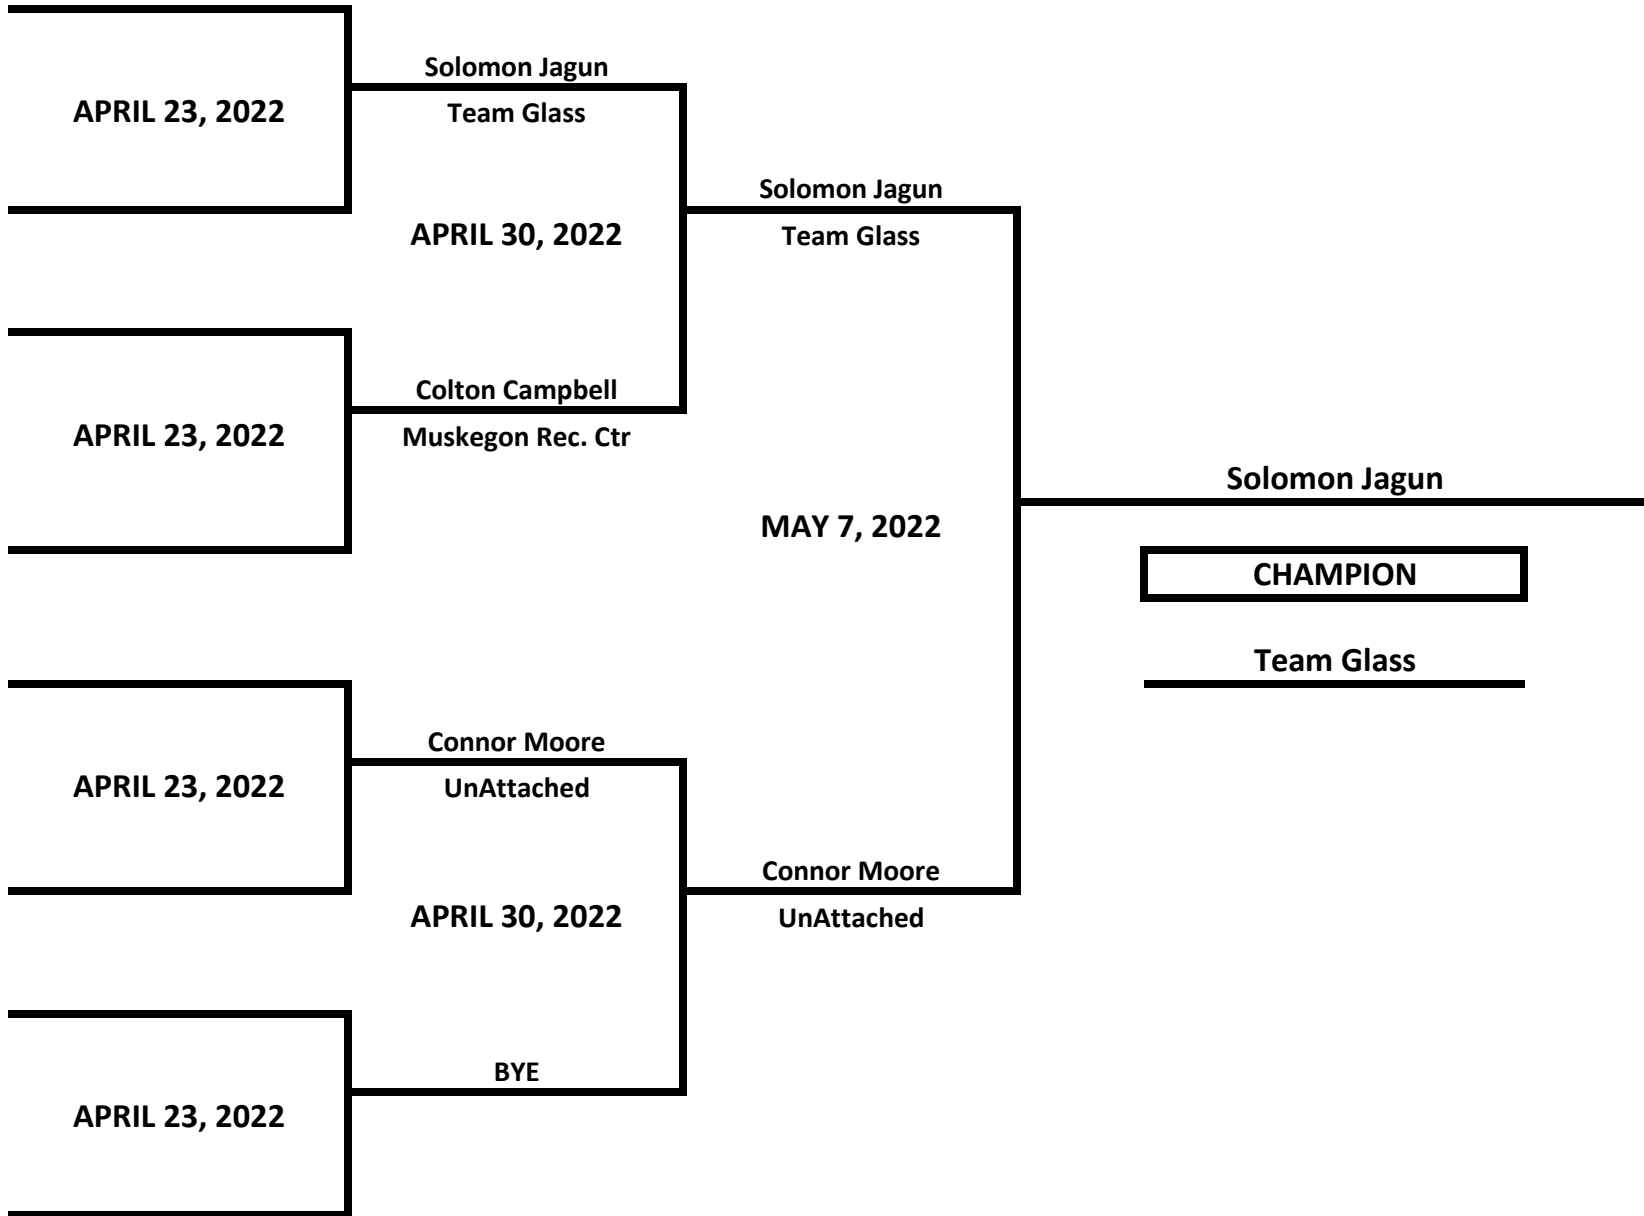 Solomon Jagun
APRIL 23, 2022
Team Glass
Solomon Jagun
APRIL 30, 2022
Team Glass
Colton Campbell
APRIL 23, 2022
Muskegon Rec. Ctr
Solomon Jagun
MAY 7, 2022
CHAMPION
Team Glass
Connor Moore
APRIL 23, 2022
UnAttached
Connor Moore
APRIL 30, 2022
UnAttached
BYE
APRIL 23, 2022